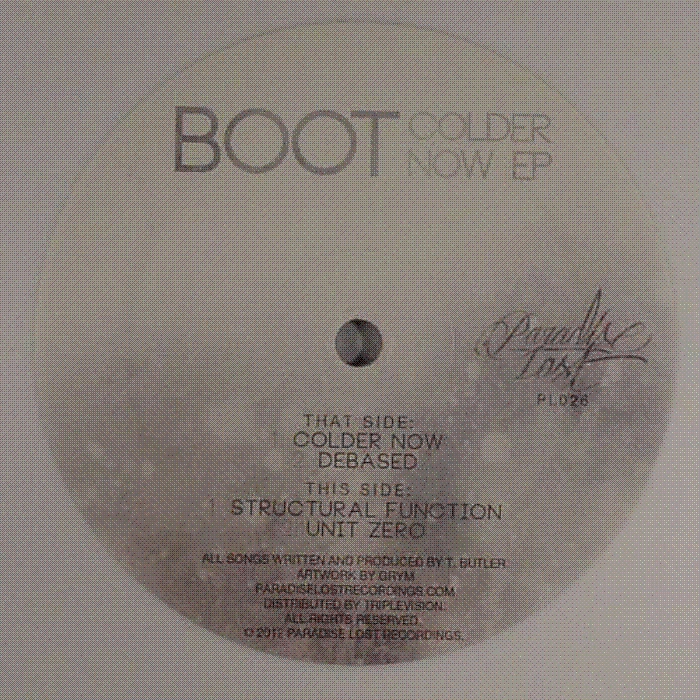 BOOT COLDER
NOW EP
Paradise
Lost
PL026
THAT SIDE:
1. COLDER NOW
2. DEBASED
THIS SIDE:
1. STRUCTURAL FUNCTION
2. UNIT ZERO
ALL SONGS WRITTEN AND PRODUCED BY T. BUTLER
ARTWORK BY GRYM
PARADISELOSTRECORDINGS.COM
DISTRIBUTED BY TRIPLEVISION.
ALL RIGHTS RESERVED.
© 2012 PARADISE LOST RECORDINGS.